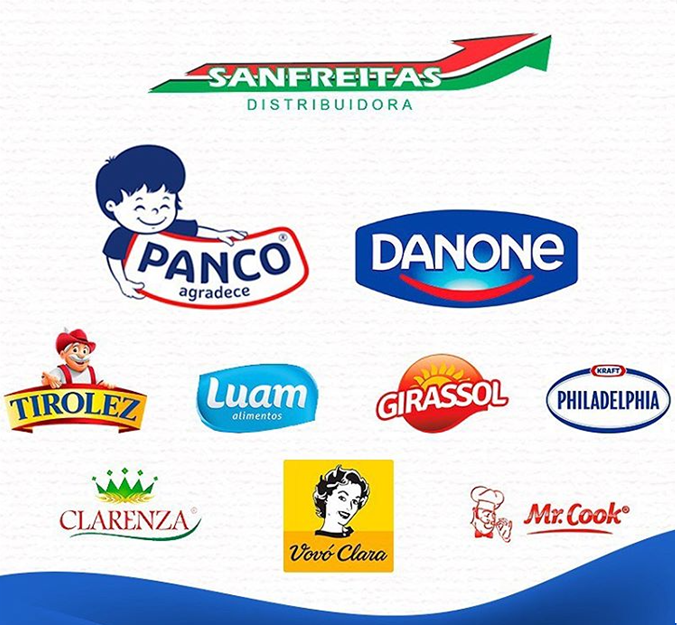 SANFREITAS
DISTRIBUIDORA
PANCO®
agradece
DANONE
TIROLEZ
Luam
alimentos
GIRASSOL
KRAFT
PHILADELPHIA
CLARENZA©
Vovó Clara
Mr. Cook®